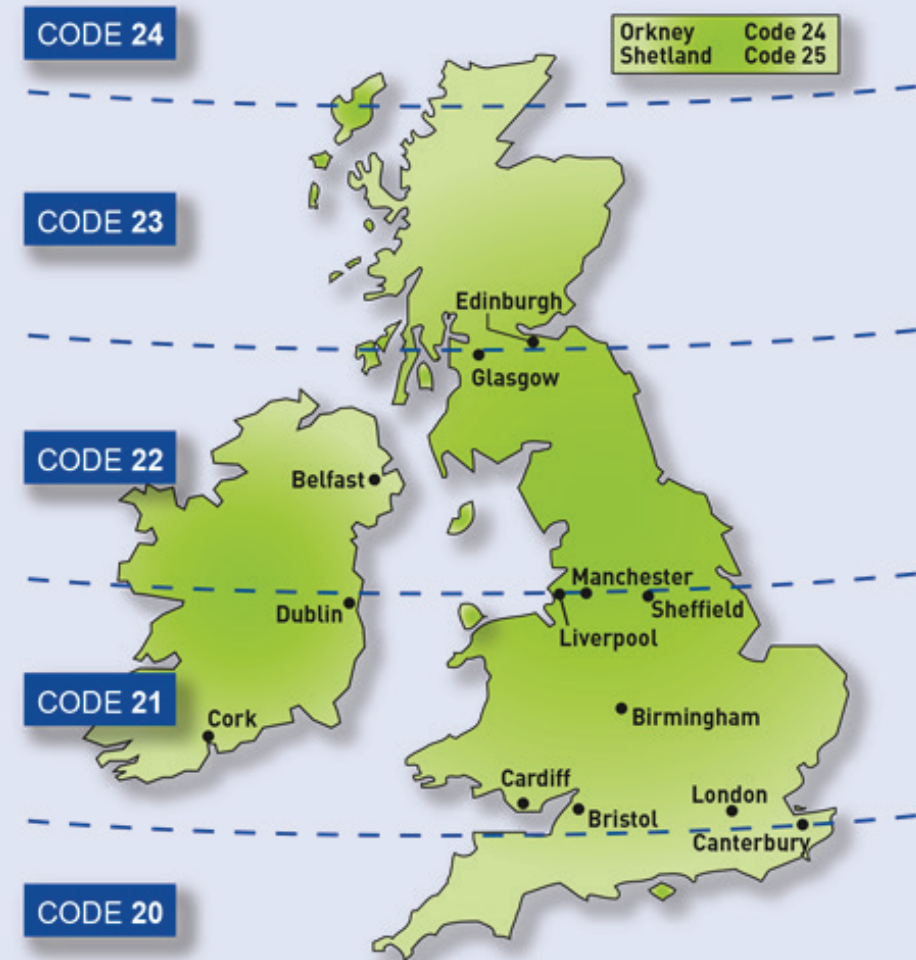 CODE 24
Orkney Code 24
Shetland Code 25
CODE 23
Edinburgh
Glasgow
CODE 22
Belfast
Manchester
Dublin
Sheffield
Liverpool
CODE 21
Cork
Birmingham
Cardiff
London
Bristol
Canterbury
CODE 20